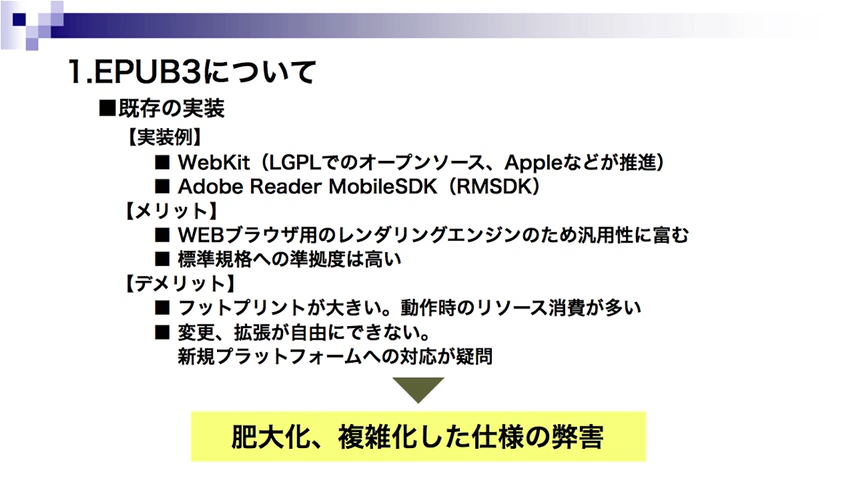 1.EPUB3について
■既存の実装
【実装例】
■ WebKit（LGPLでのオープンソース、Appleなどが推進）
■ Adobe Reader MobileSDK（RMSDK）
【メリット】
■ WEBブラウザ用のレンダリングエンジンのため汎用性に富む
■ 標準規格への準拠度は高い
【デメリット】
■ フットプリントが大きい。動作時のリソース消費が多い
■ 変更、拡張が自由にできない。
新規プラットフォームへの対応が疑問
肥大化、複雑化した仕様の弊害